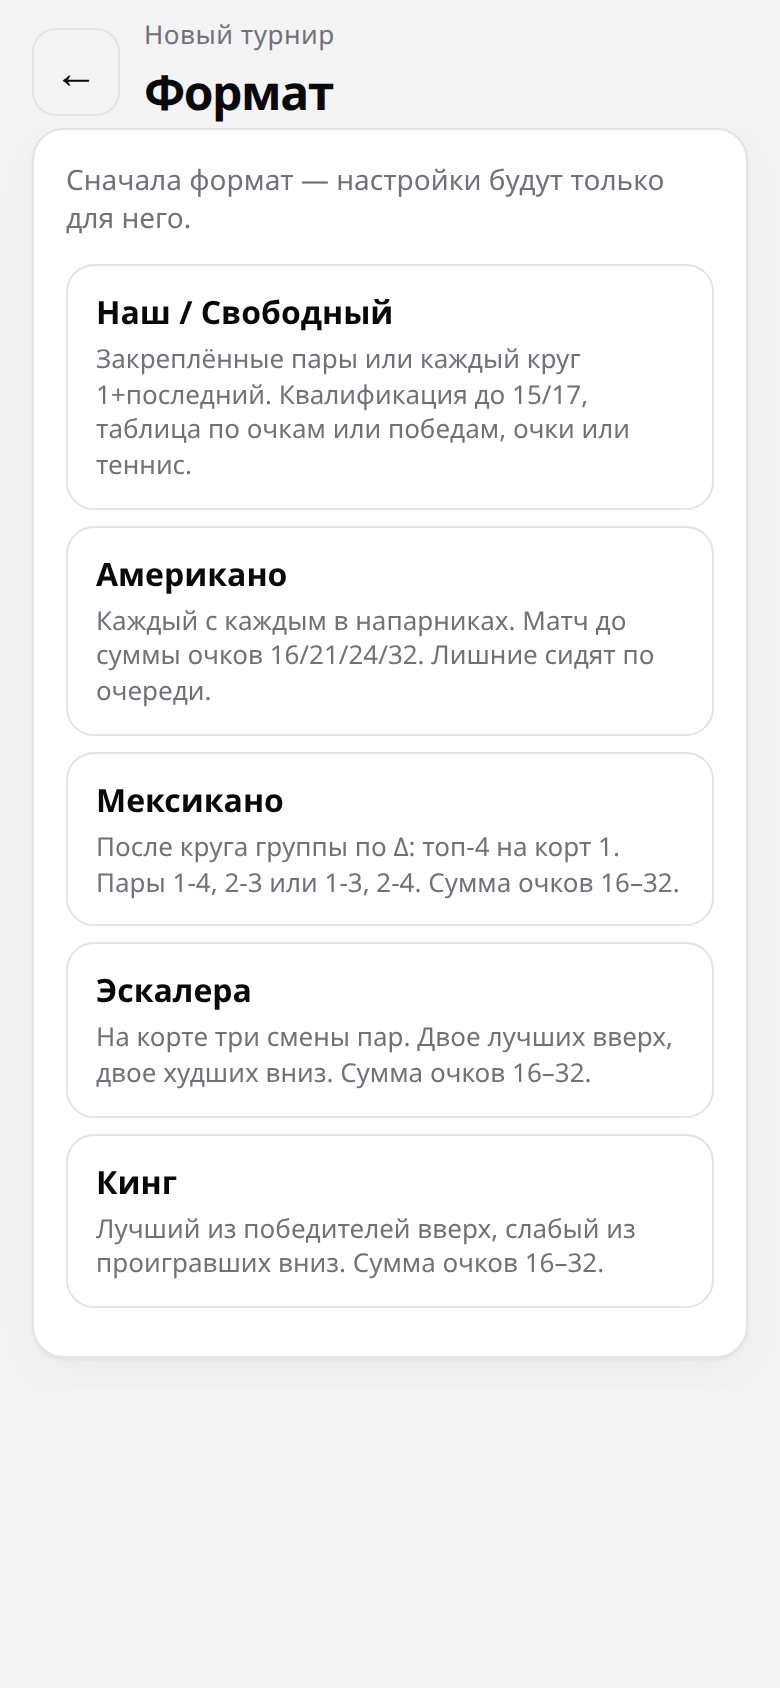 ←
Новый турнир
Формат
Сначала формат — настройки будут только
для него.
Наш / Свободный
Закреплённые пары или каждый круг
1+последний. Квалификация до 15/17,
таблица по очкам или победам, очки или
теннис.
Американо
Каждый с каждым в напарниках. Матч до
суммы очков 16/21/24/32. Лишние сидят по
очереди.
Мексикано
После круга группы по Δ: топ-4 на корт 1.
Пары 1-4, 2-3 или 1-3, 2-4. Сумма очков 16–32.
Эскалера
На корте три смены пар. Двое лучших вверх,
двое худших вниз. Сумма очков 16–32.
Кинг
Лучший из победителей вверх, слабый из
проигравших вниз. Сумма очков 16–32.